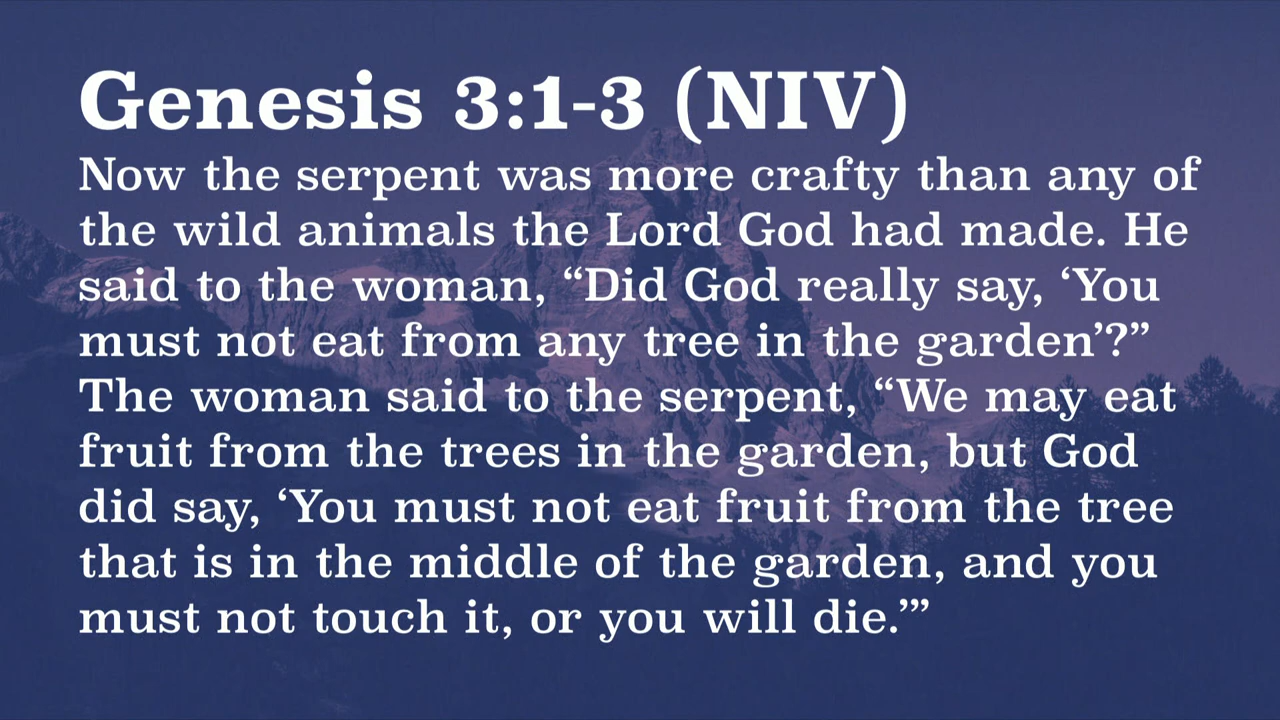 Genesis 3:1-3 (NIV)
Now the serpent was more crafty than any of
the wild animals the Lord God had made. He
said to the woman, “Did God really say, ‘You
must not eat from any tree in the garden’?”
The woman said to the serpent, “We may eat
fruit from the trees in the garden, but God
did say, ‘You must not eat fruit from the tree
that is in the middle of the garden, and you
must not touch it, or you will die.’”